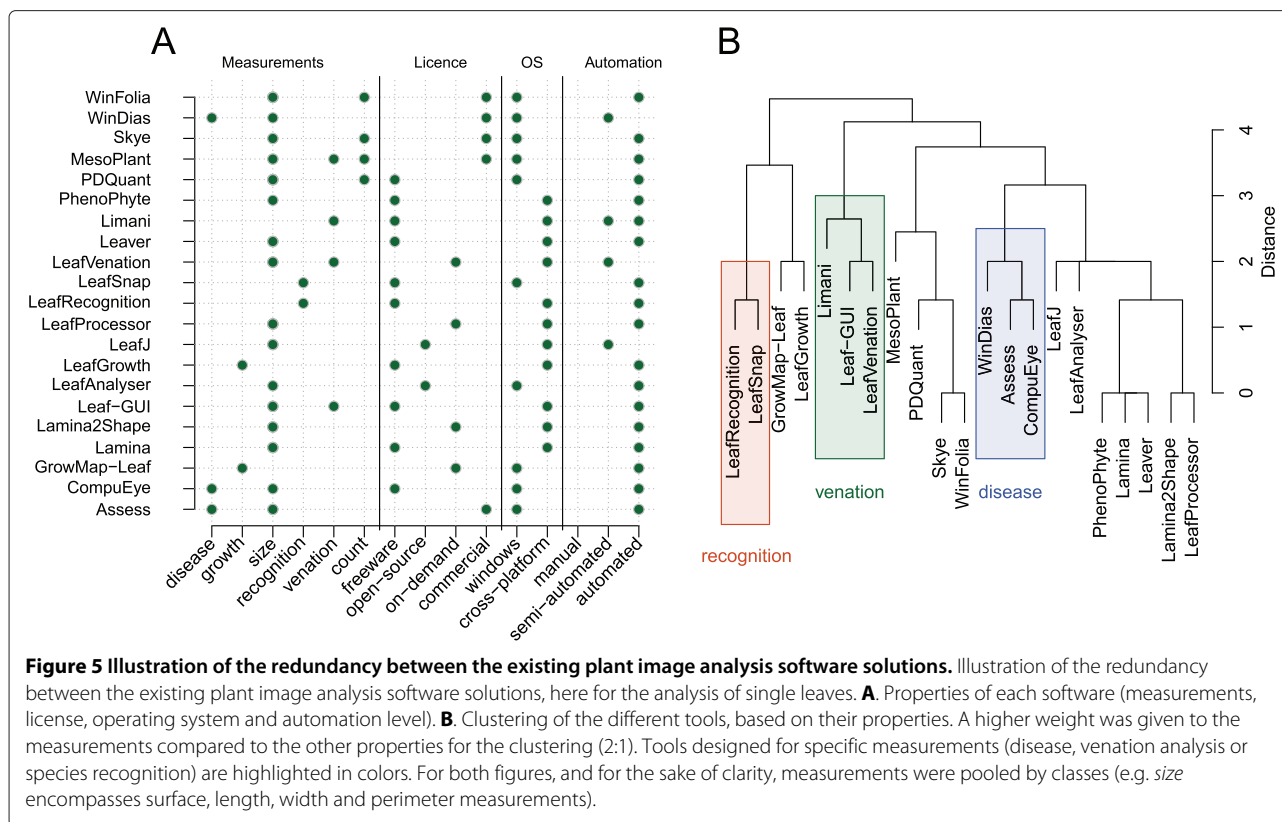 A
Measurements
Licence
OS
Automation
WinFolia
WinDias
Skye
MesoPlant
PDQuant
PhenoPhyte
Limani
Leaver
LeafVenation
LeafSnap
LeafRecognition
LeafProcessor
LeafJ
LeafGrowth
LeafAnalyser
Leaf−GUI
Lamina2Shape
Lamina
GrowMap−Leaf
CompuEye
Assess
disease
growth
size
recognition
venation
count
freeware
open−source
on−demand
commercial
windows
cross−platform
manual
semi−automated
automated
B
LeafRecognition
LeafSnap
GrowMap−Leaf
LeafGrowth
Limani
Leaf−GUI
LeafVenation
MesoPlant
PDQuant
Skye
WinFolia
WinDias
Assess
CompuEye
LeafJ
LeafAnalyser
PhenoPhyte
Lamina
Leaver
Lamina2Shape
LeafProcessor
recognition
venation
disease
4
3
2
1
0
Distance
Figure 5 Illustration of the redundancy between the existing plant image analysis software solutions. Illustration of the redundancy
between the existing plant image analysis software solutions, here for the analysis of single leaves. A. Properties of each software (measurements,
license, operating system and automation level). B. Clustering of the different tools, based on their properties. A higher weight was given to the
measurements compared to the other properties for the clustering (2:1). Tools designed for specific measurements (disease, venation analysis or
species recognition) are highlighted in colors. For both figures, and for the sake of clarity, measurements were pooled by classes (e.g. size
encompasses surface, length, width and perimeter measurements).